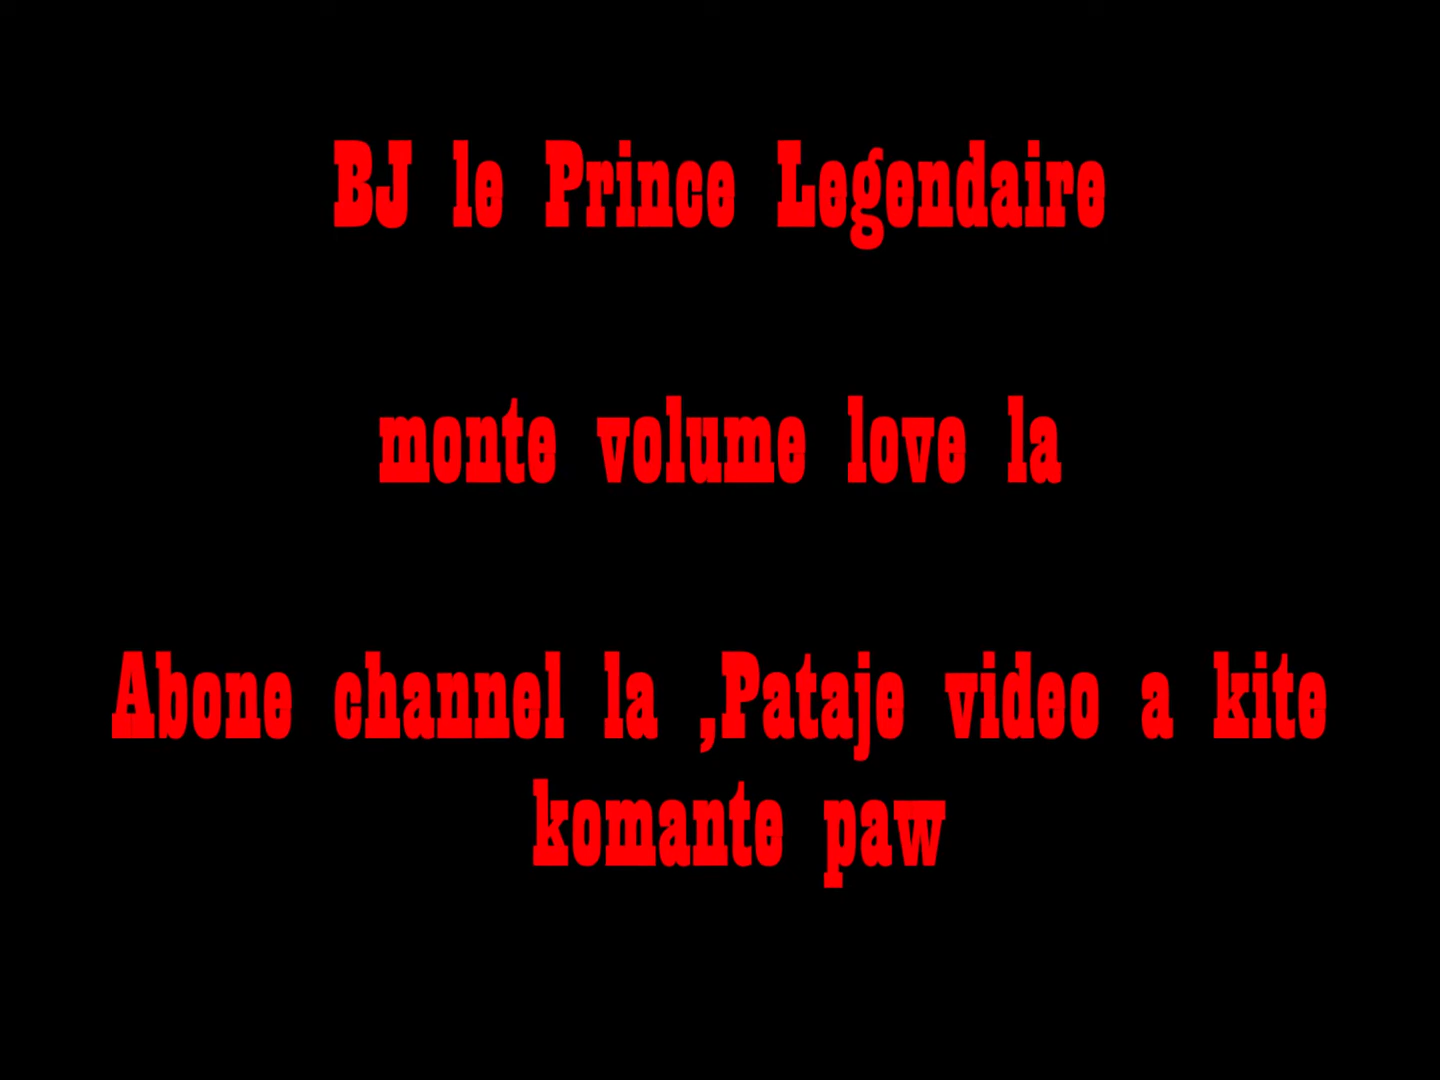 BJ le Prince Legendaire
monte volume love la
Abone channel la ,Pataje video a kite
komante paw